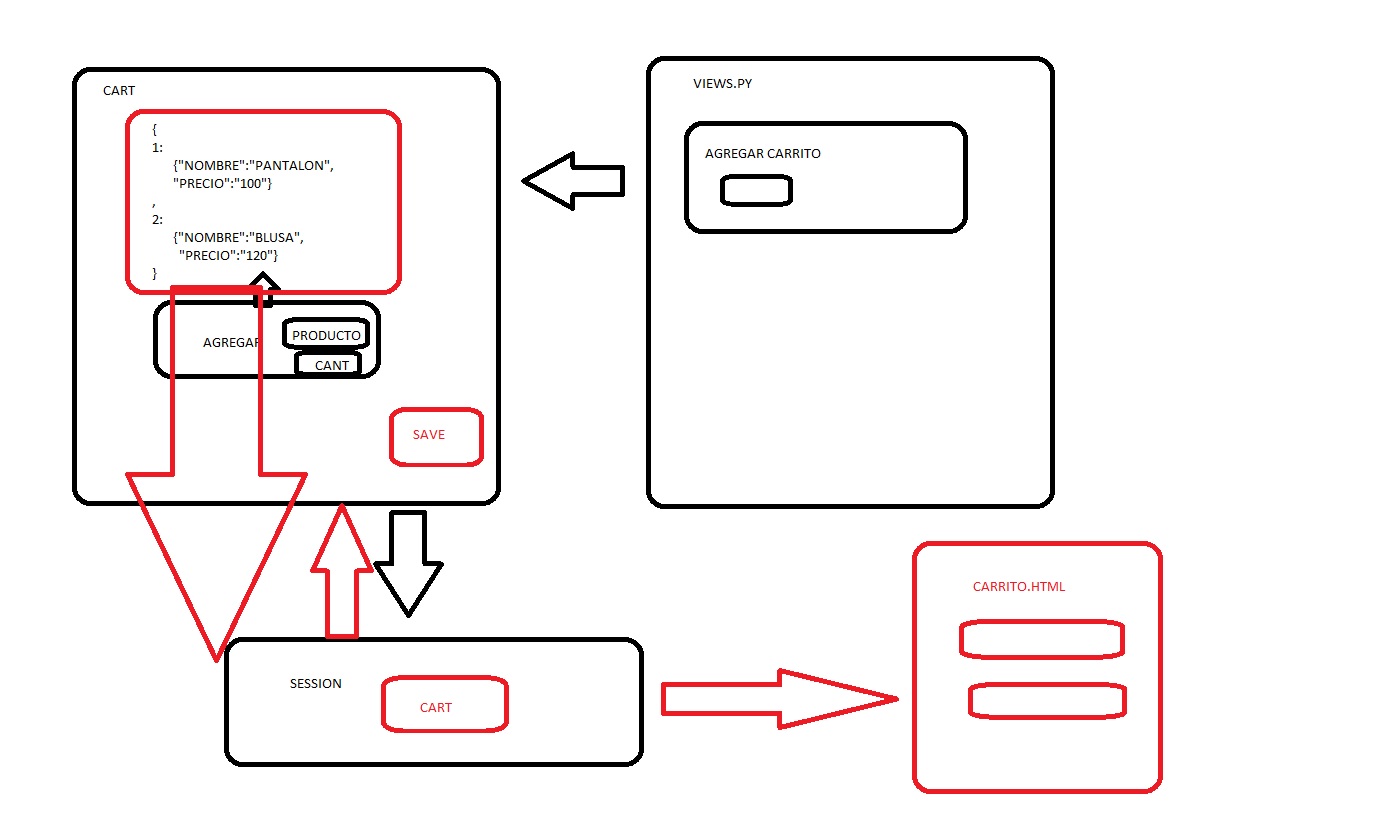 CART
{
1:
{"NOMBRE":"PANTALON",
"PRECIO":"100"}
,
2:
{"NOMBRE":"BLUSA",
"PRECIO":"120"}
}
AGREGAR
PRODUCTO
CANT
SAVE
VIEWS.PY
AGREGAR CARRITO
SESSION
CART
CARRITO.HTML